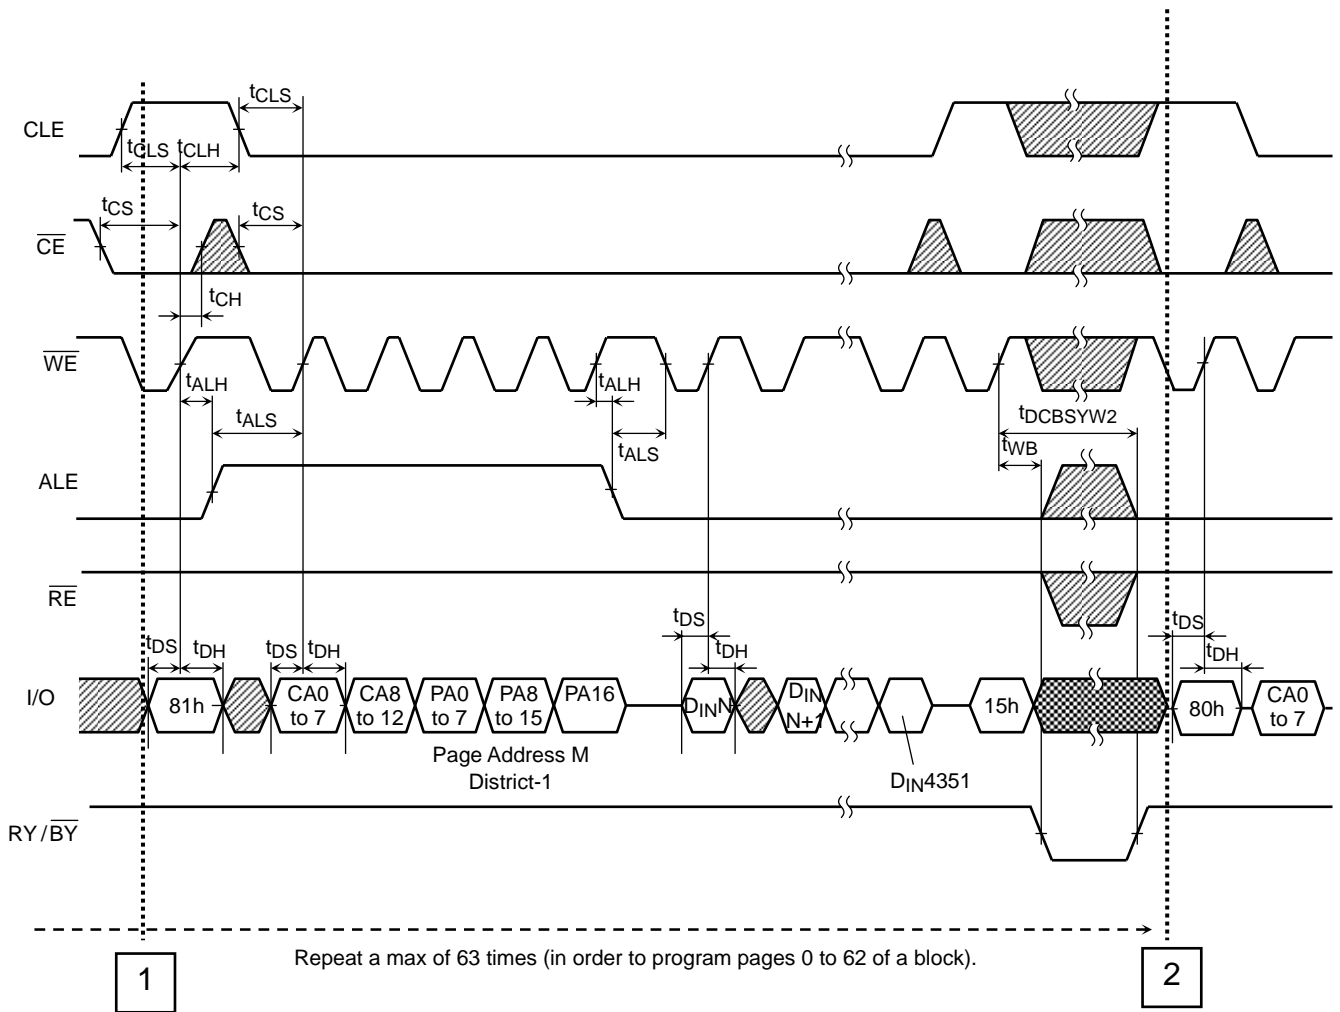 tCLS
CLE
tCLS tCLH
tCS tCS
CE
tCH
WE
tALH tALH
tDCBSYW2
tALS
tALS
tWB
ALE
RE
tDS tDH tDS tDH tDS tDH tDS tDH
I/O
81h
CA0 to 7
CA8 to 12
PA0 to 7
PA8 to 15
PA16
DINN
DIN N+1
15h
80h
CA0 to 7
Page Address M
District-1
DIN4351
RY/BY
Repeat a max of 63 times (in order to program pages 0 to 62 of a block).
1
2